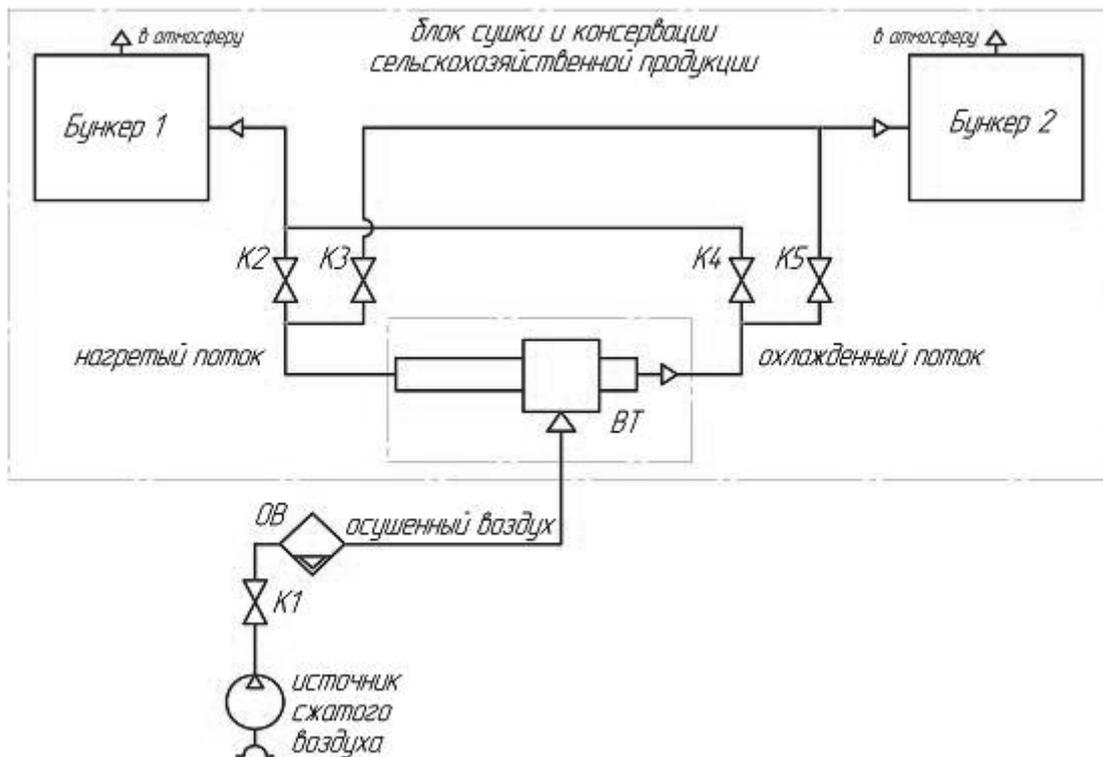 блок сушки и консервации
сельскохозяйственной продукции
в атмосферу
в атмосферу
Бункер 1
Бункер 2
К2
К3
К4
К5
нагретый поток
охлажденный поток
ВТ
ОВ
осушенный воздух
К1
источник
сжатого
воздуха